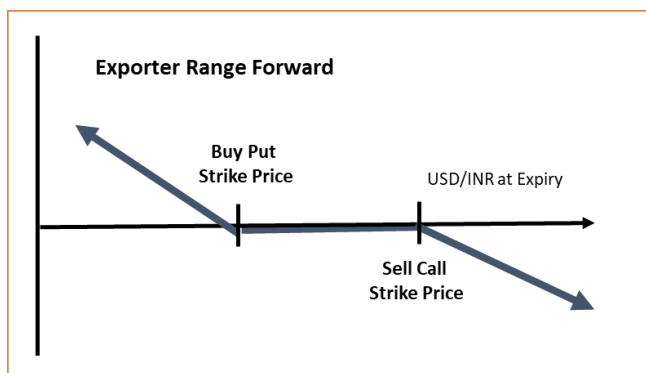 Exporter Range Forward
Buy Put
Strike Price
USD/INR at Expiry
Sell Call
Strike Price